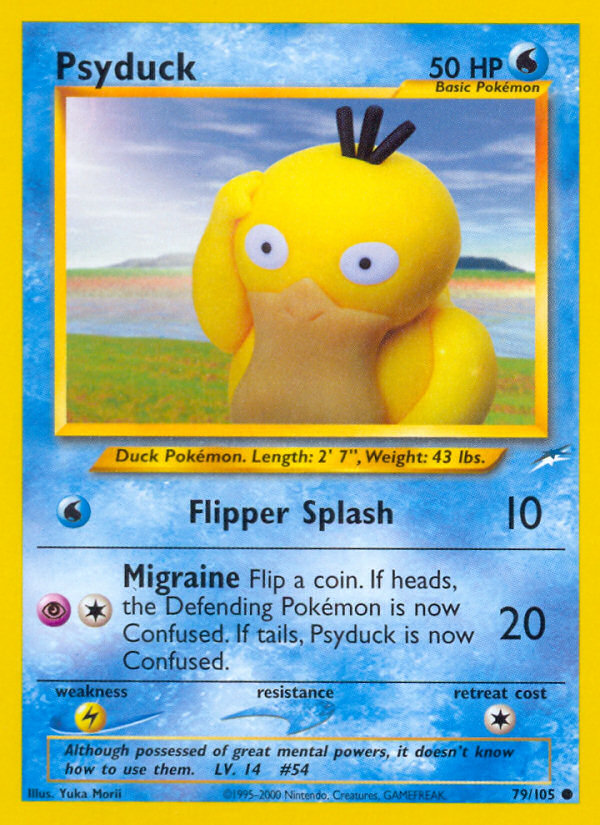 Psyduck
50 HP
Basic Pokémon
Duck Pokémon. Length: 2' 7", Weight: 43 lbs.
Flipper Splash 10
Migraine Flip a coin. If heads,
the Defending Pokémon is now
Confused. If tails, Psyduck is now
Confused.
20
weakness resistance retreat cost
Although possessed of great mental powers, it doesn't know
how to use them. LV. 14 #54
Illus. Yuka Morii ©1995-2000 Nintendo, Creatures, GAMEFREAK. 79/105